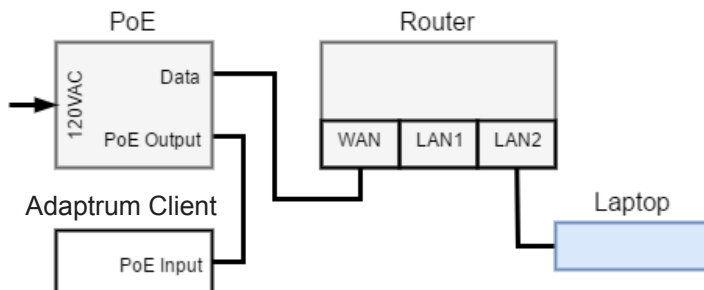 PoE
Router
120VAC
Data
PoE Output
WAN
LAN1
LAN2
Adaptrum Client
PoE Input
Laptop